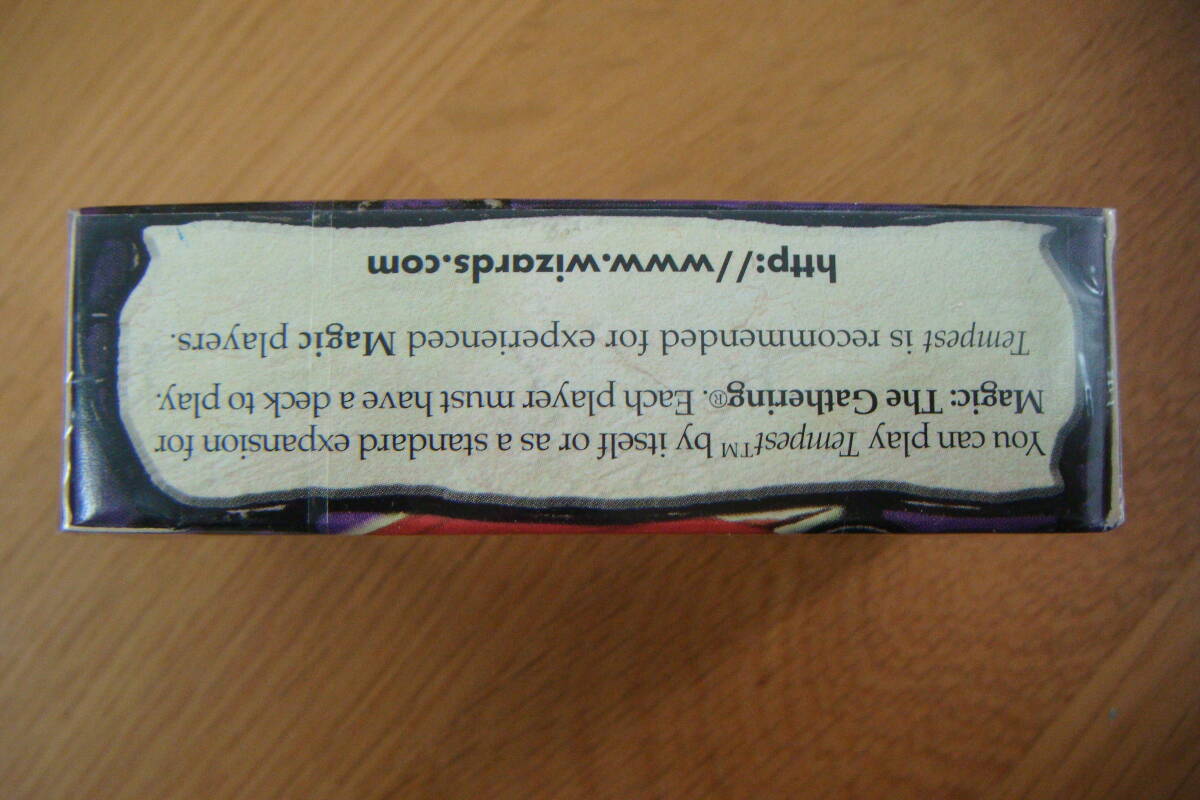 You can play Tempest™ by itself or as a standard expansion for
Magic: The Gathering®. Each player must have a deck to play.
Tempest is recommended for experienced Magic players.
http://www.wizards.com